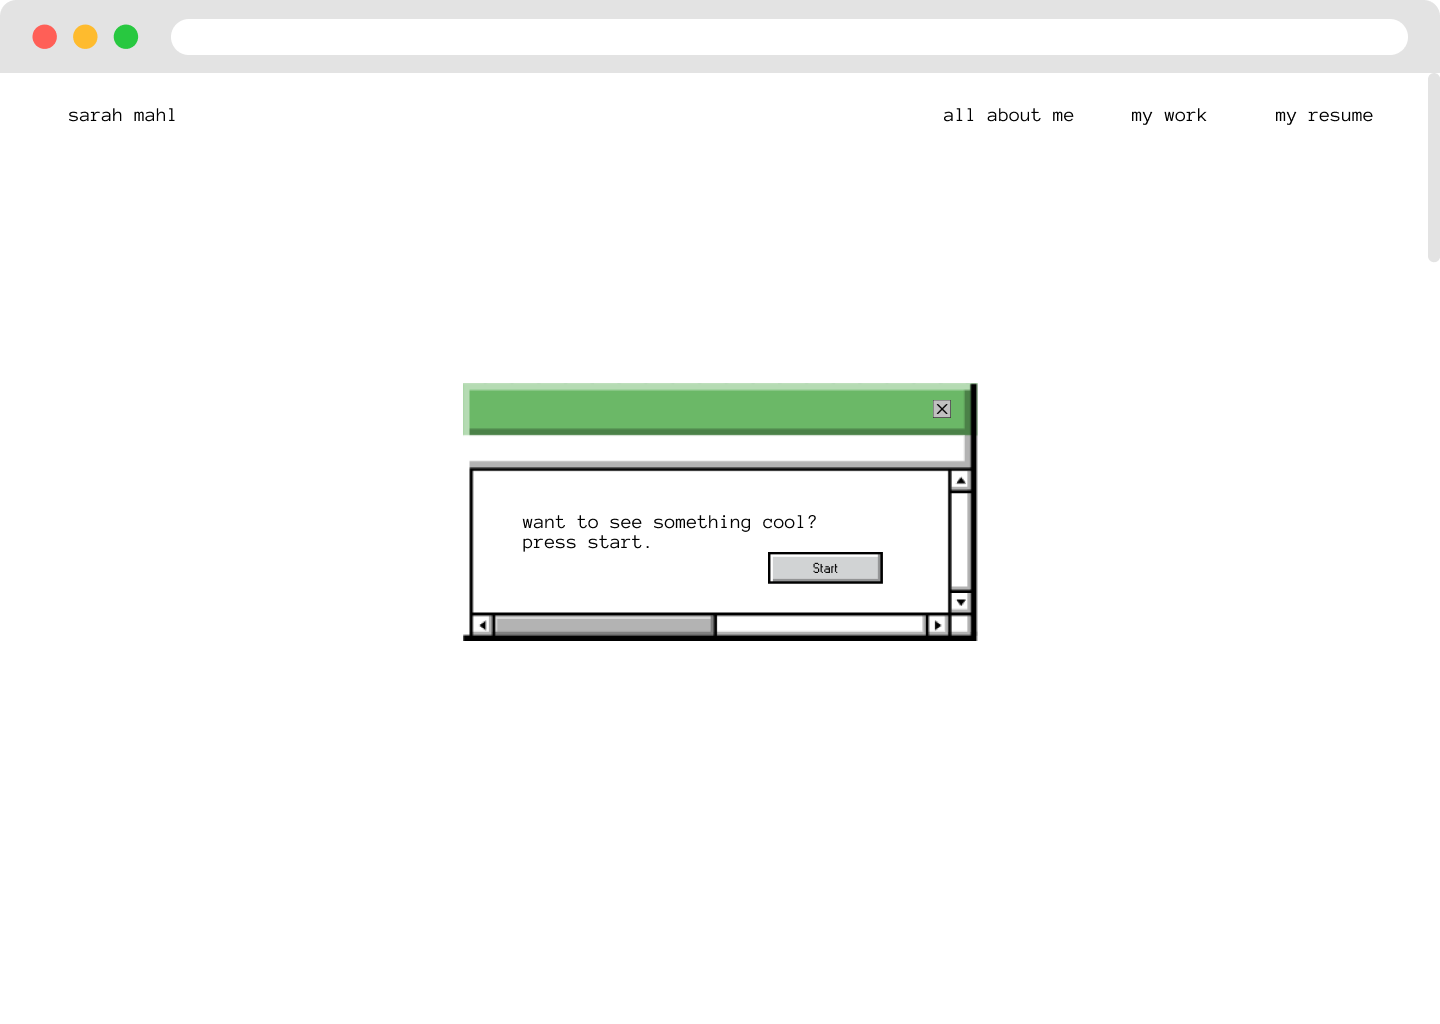 sarah mahl
all about me
my work
my resume
want to see something cool?
press start.
Start